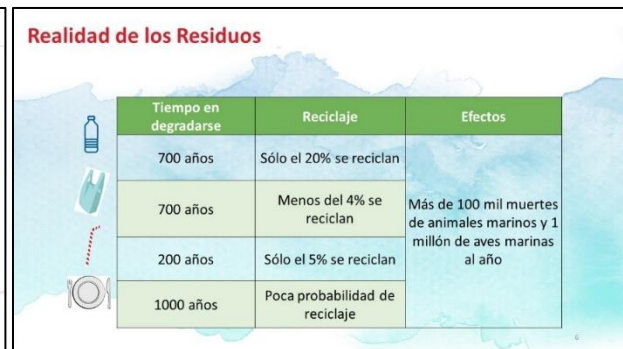 Realidad de los Residuos
Tiempo en
degradarse
Reciclaje
Efectos
700 años
Sólo el 20% se reciclan
700 años
Menos del 4% se
reciclan
200 años
Sólo el 5% se reciclan
1000 años
Poca probabilidad de
reciclaje
Más de 100 mil muertes
de animales marinos y 1
millón de aves marinas
al año
6